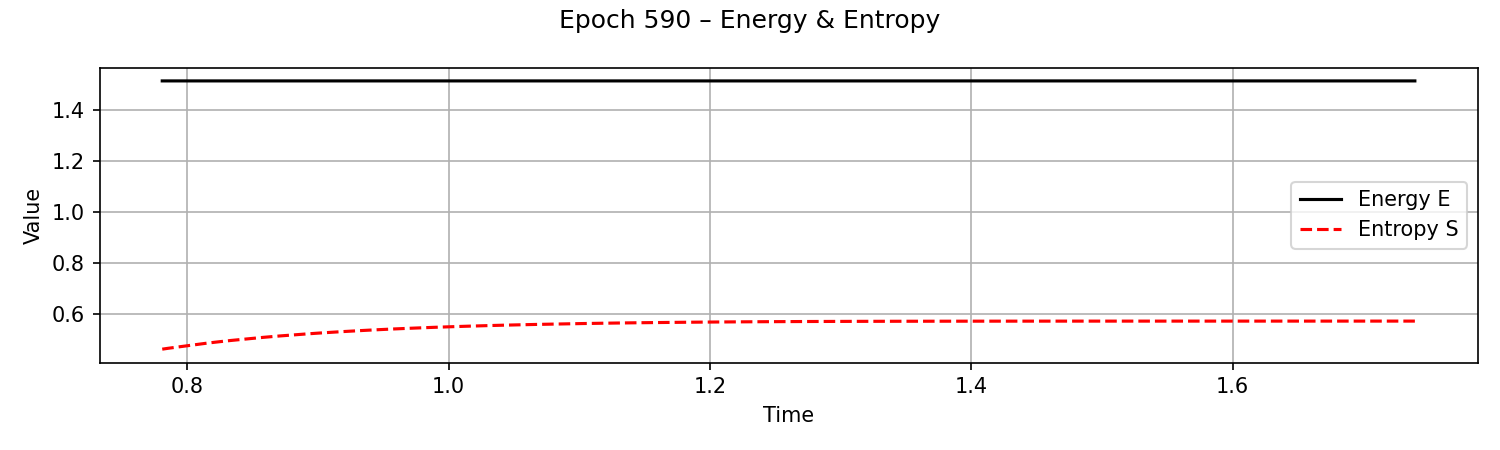 Epoch 590 – Energy & Entropy
Value
1.4
1.2
1.0
0.8
0.6
Energy E
Entropy S
0.8 1.0 1.2 1.4 1.6
Time